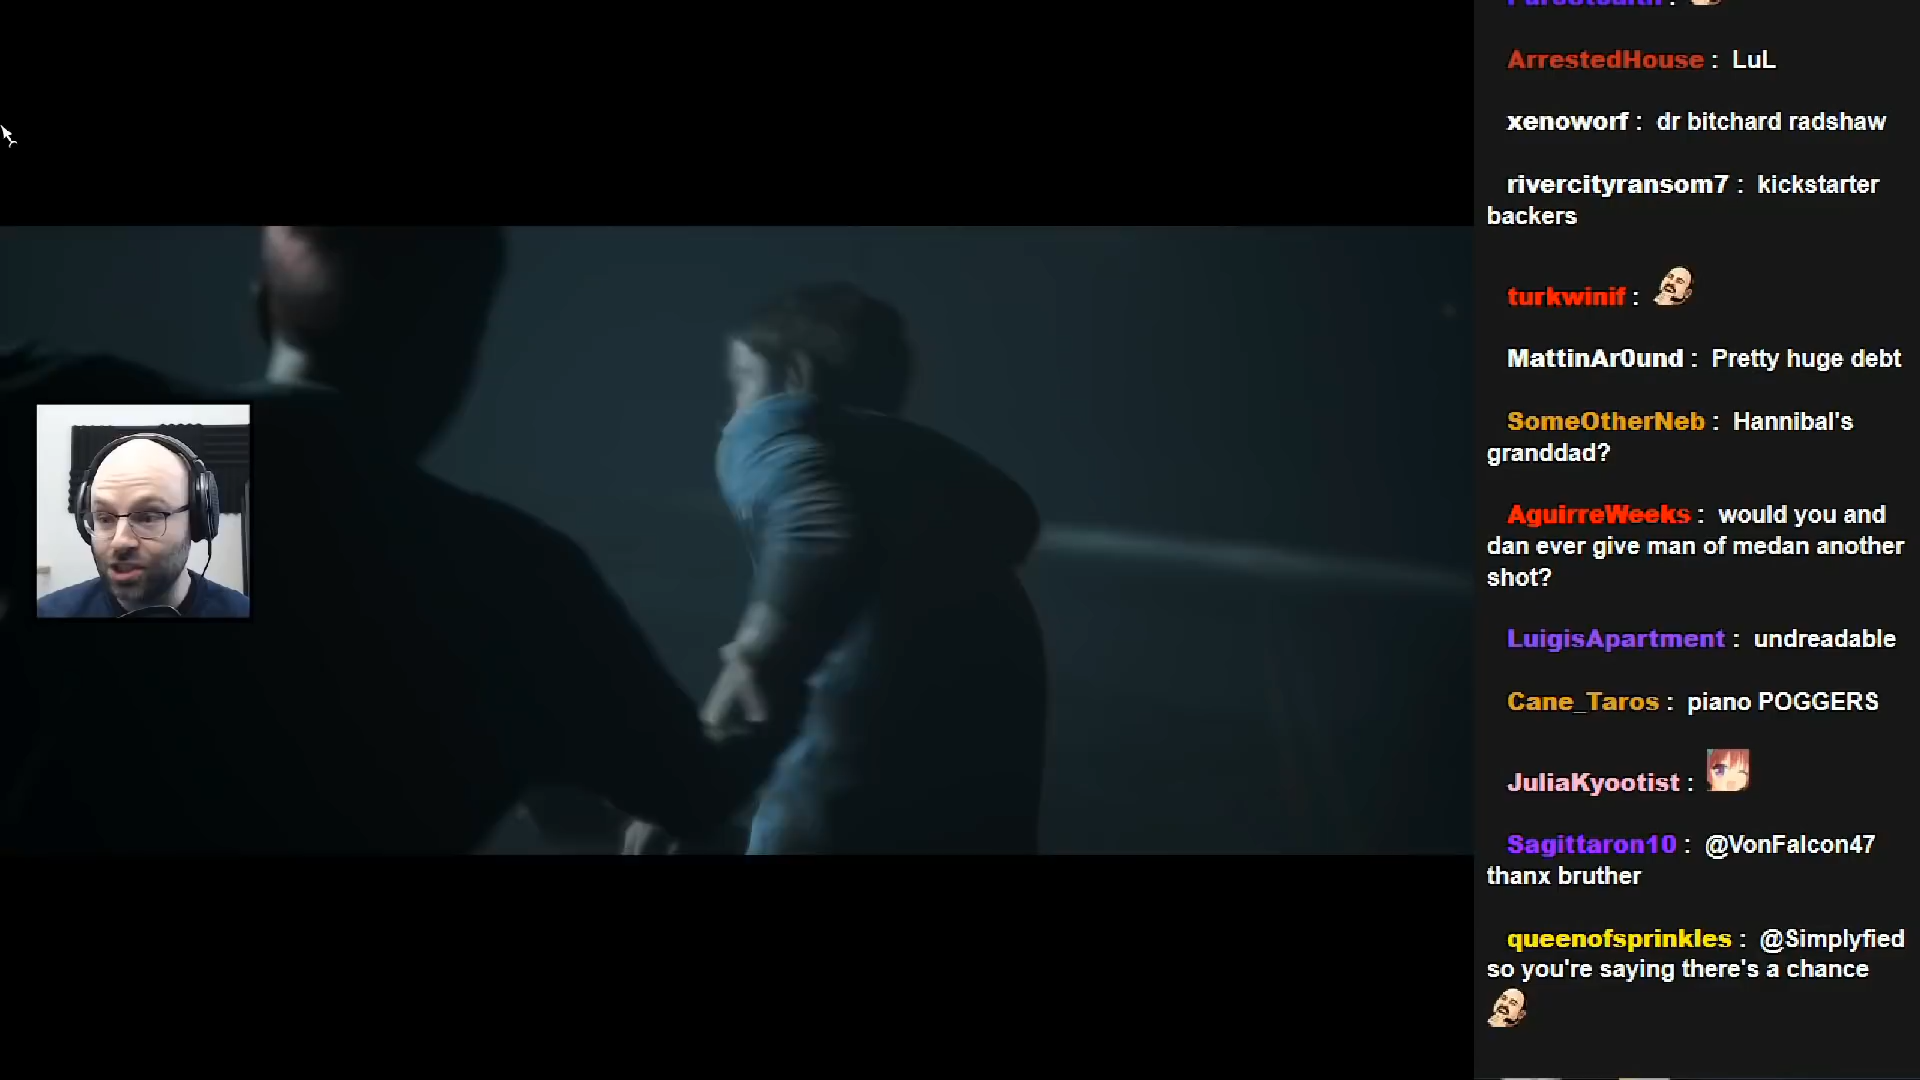 ArrestedHouse : LuL
xenoworf : dr bitchard radshaw
rivercityransom7 : kickstarter
backers
turkwinif :
MattinAr0und : Pretty huge debt
SomeOtherNeb : Hannibal's
granddad?
AguirreWeeks : would you and
dan ever give man of medan another
shot?
LuigisApartment : undreadable
Cane_Taros : piano POGGERS
JuliaKyootist :
Sagittaron10 : @VonFalcon47
thanx bruther
queenofsprinkles : @Simplyfied
so you're saying there's a chance